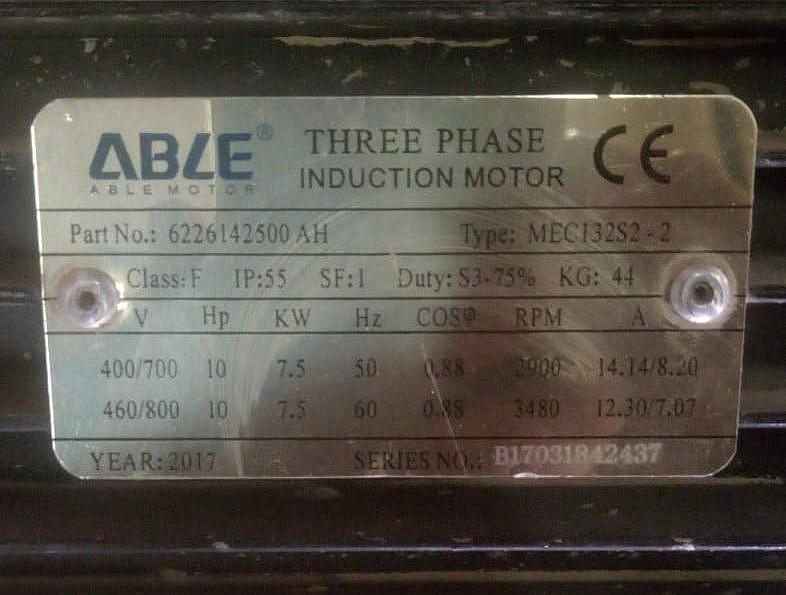 ABLE®
ABLE MOTOR
THREE PHASE
INDUCTION MOTOR
CE
Part No.: 6226142500 AH Type: MEC132S2-2
Class: F IP:55 SF:1 Duty: S3-75% KG: 44
V Hp KW Hz COSφ RPM A
400/700 10 7.5 50 0.88 2900 14.14/8.20
460/800 10 7.5 60 0.88 3480 12.30/7.07
YEAR: 2017 SERIES NO.: B17031842437